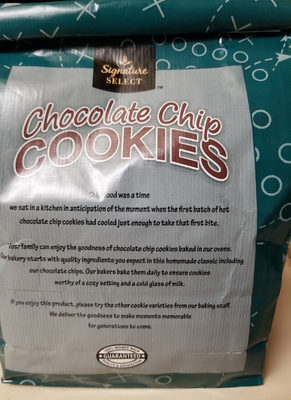 Signature
SELECT
™
Chocolate Chip
COOKIES
was a time
we sat in a kitchen in anticipation of the moment when the first batch of hot
chocolate chip cookies had cooled just enough to take that first bite.
Your family can enjoy the goodness of chocolate chip cookies baked in our ovens.
Our bakery starts with quality ingredients you expect in this homemade classic including
our chocolate chips. Our bakers bake them daily to ensure cookies
worthy of a cozy setting and a cold glass of milk.
If you enjoy this product, please try the other cookie varieties from our baking staff.
We deliver the goodness to make moments memorable
for generations to come.
GUARANTEED